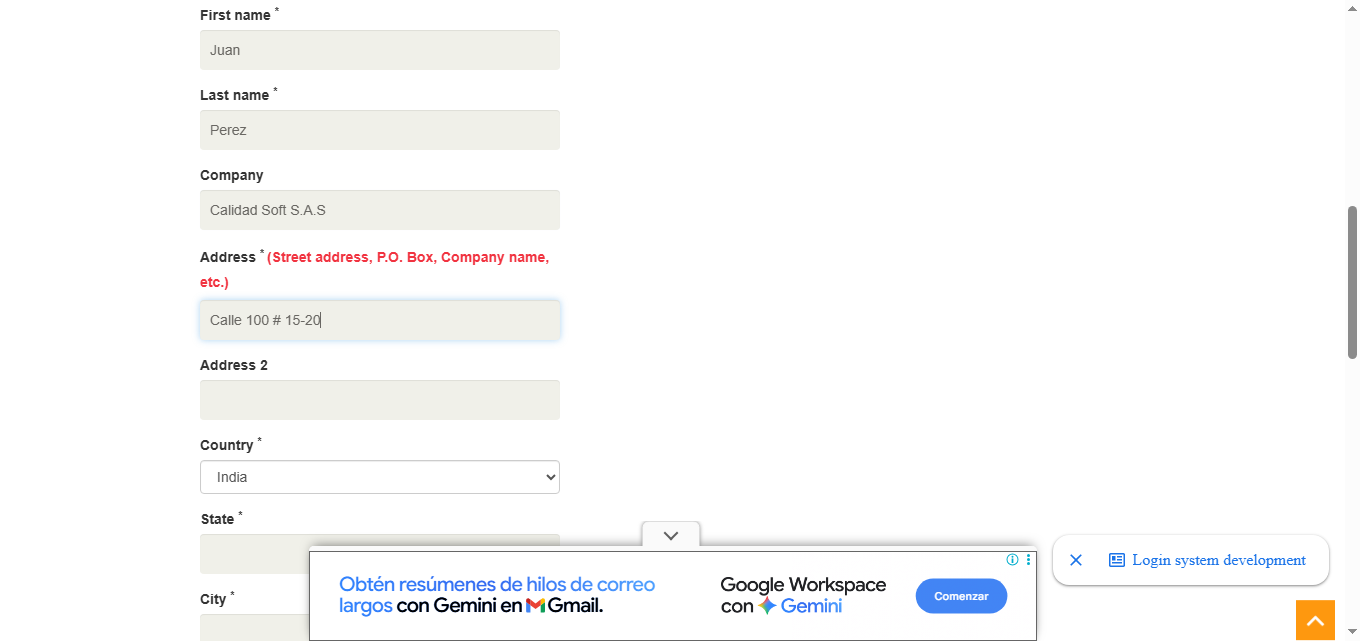 First name *
Juan
Last name *
Perez
Company
Calidad Soft S.A.S
Address * (Street address, P.O. Box, Company name,
etc.)
Calle 100 # 15-20
Address 2
Country *
India
State *
City *
Obtén resúmenes de hilos de correo
largos con Gemini en Gmail.
Google Workspace
con Gemini
Comenzar
Login system development